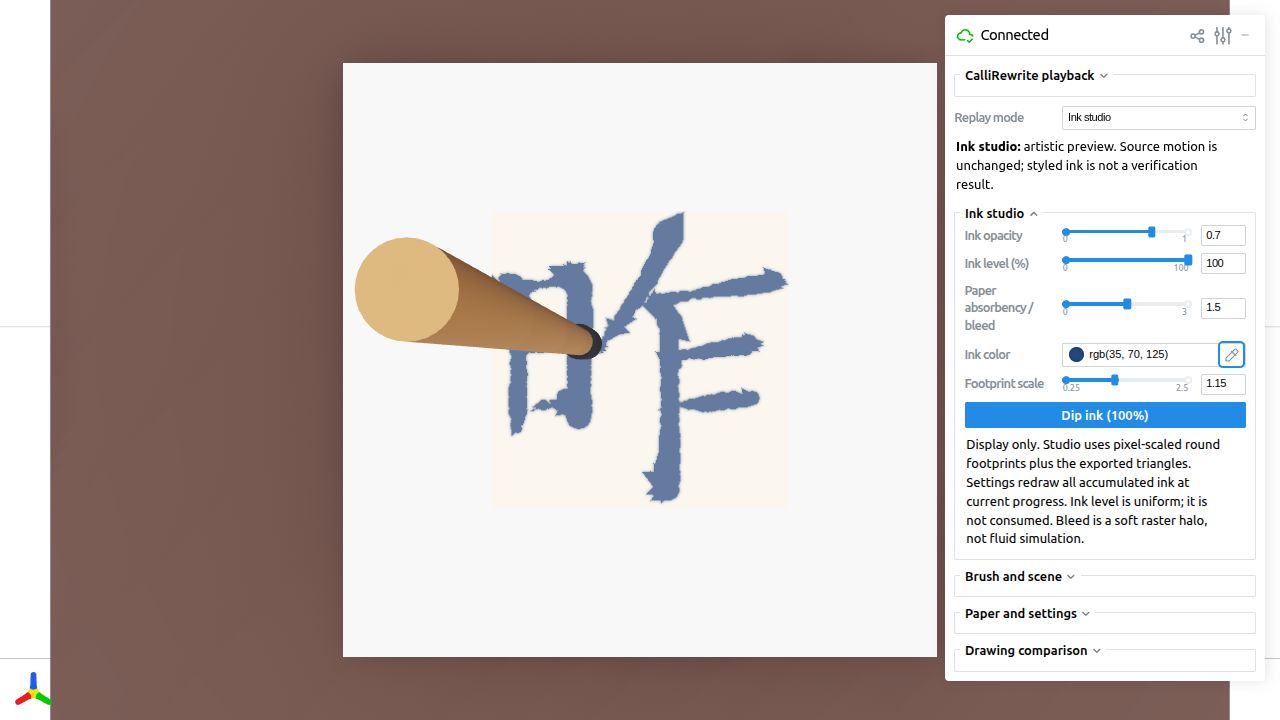 昨
Connected
CalliRewrite playback
Replay mode
Ink studio
Ink studio: artistic preview. Source motion is
unchanged; styled ink is not a verification
result.
Ink studio
Ink opacity
0
1
0.7
Ink level (%)
0
100
100
Paper
absorbency /
bleed
0
3
1.5
Ink color
rgb(35, 70, 125)
Footprint scale
0.25
2.5
1.15
Dip ink (100%)
Display only. Studio uses pixel-scaled round
footprints plus the exported triangles.
Settings redraw all accumulated ink at
current progress. Ink level is uniform; it is
not consumed. Bleed is a soft raster halo,
not fluid simulation.
Brush and scene
Paper and settings
Drawing comparison